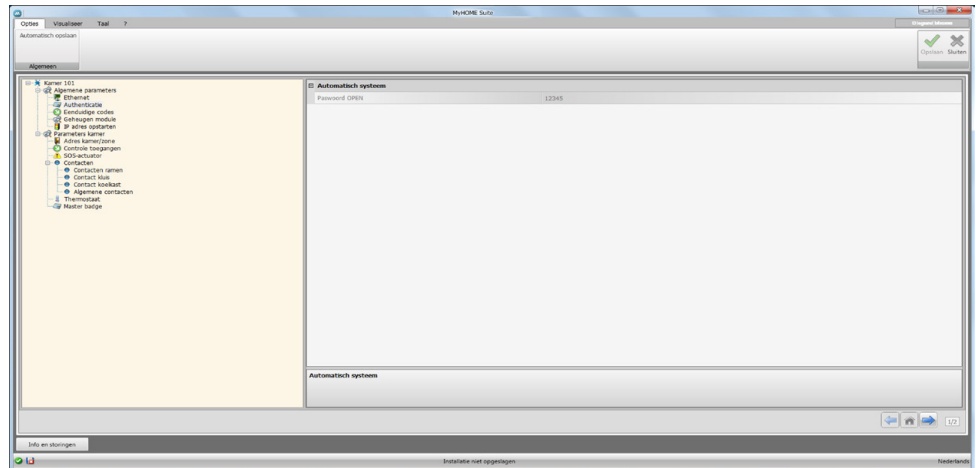 MyHOME Suite
Opties Visualiseer Taal ?
Automatisch opslaan
Opslaan Sluiten
Algemeen
Kamer 101
Algemene parameters
Ethernet
Authenticatie
Eenduidige codes
Geheugen module
IP adres opstarten
Parameters kamer
Adres kamer/zone
Controle toegangen
SOS-actuator
Contacten
Contacten ramen
Contact kluis
Contact koelkast
Algemene contacten
Thermostaat
Master badge
Automatisch systeem
Paswoord OPEN 12345
Automatisch systeem
1/2
Info en storingen
Installatie niet opgeslagen
Nederlands